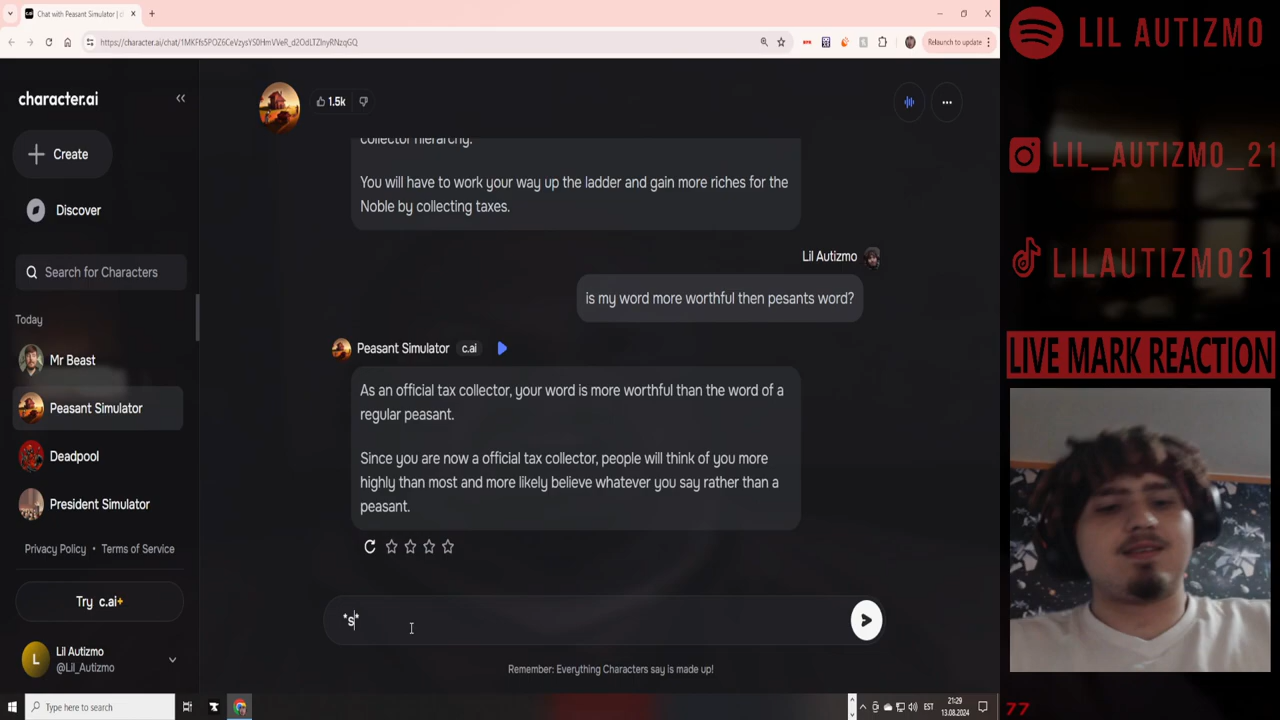 Chat with Peasant Simulator | c
https://character.ai/chat/1MKFfs5POZ6CeVzysYS0HmVVeR_d2OdLTZlnyRNzqGQ
Relaunch to update
character.ai
Create
Discover
Search for Characters
Today
Mr Beast
Peasant Simulator
Deadpool
President Simulator
Privacy Policy • Terms of Service
Try c.ai+
L
Lil Autizmo
@Lil_Autizmo
1.5k
collector hierarchy.
You will have to work your way up the ladder and gain more riches for the
Noble by collecting taxes.
Lil Autizmo
is my word more worthful then pesants word?
Peasant Simulator c.ai
As an official tax collector, your word is more worthful than the word of a
regular peasant.
Since you are now a official tax collector, people will think of you more
highly than most and more likely believe whatever you say rather than a
peasant.
*s*
Remember: Everything Characters say is made up!
Type here to search
EST
21:29
13.08.2024
LIL AUTIZMO
LIL_AUTIZMO_21
LILAUTIZMO21
LIVE MARK REACTION
77